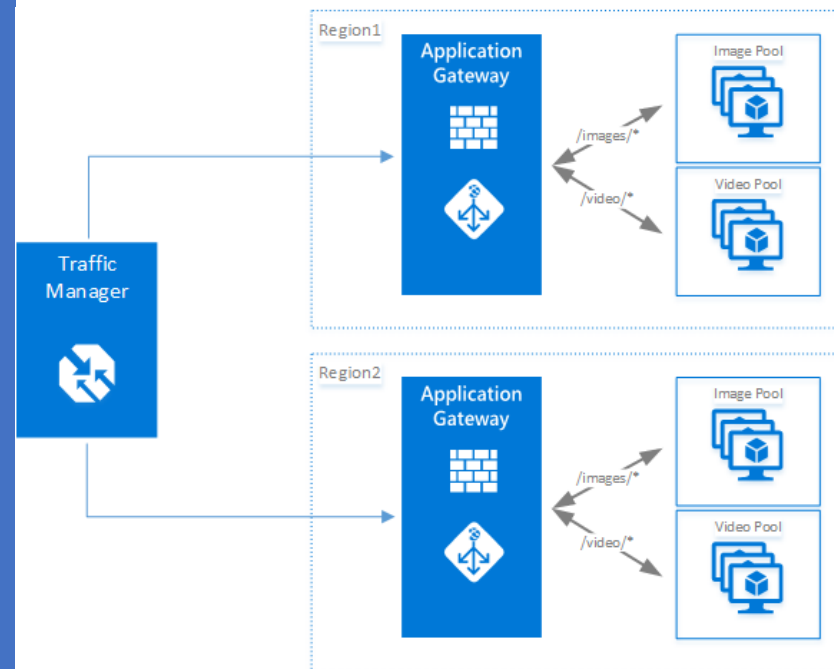 Region1
Application
Gateway
Image Pool
/images/*
Video Pool
/video/*
Traffic
Manager
Region2
Application
Gateway
Image Pool
/images/*
Video Pool
/video/*